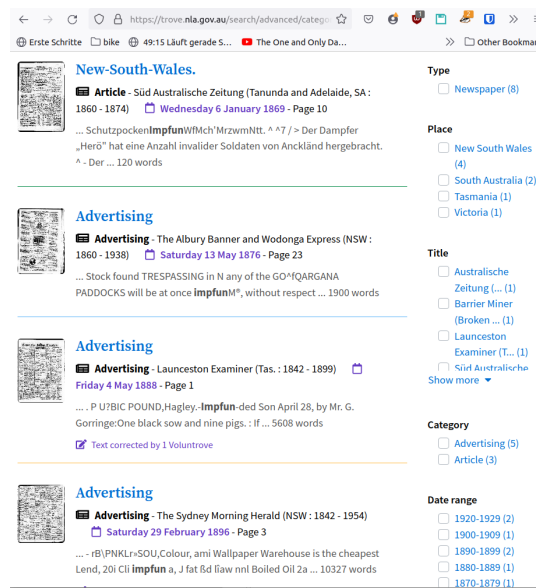 https://trove.nla.gov.au/search/advanced/catego
Erste Schritte bike 49:15 Läuft gerade S... The One and Only Da... Other Bookmar
New-South-Wales.
Article - Süd Australische Zeitung (Tanunda and Adelaide, SA :
1860 - 1874) Wednesday 6 January 1869 - Page 10
... SchutzpockenImpfunWfMch'MrzwmNtt. ^ ^7 / > Der Dampfer
„Herö" hat eine Anzahl invalider Soldaten von Anckländ hergebracht.
^ - Der ... 120 words
Advertising
Advertising - The Albury Banner and Wodonga Express (NSW :
1860 - 1938) Saturday 13 May 1876 - Page 23
... Stock found TRESPASSING in N any of the GO^fQARGANA
PADDOCKS will be at once impfunM®, without respect ... 1900 words
Advertising
Advertising - Launceston Examiner (Tas. : 1842 - 1899)
Friday 4 May 1888 - Page 1
... . P U?BIC POUND,Hagley.-Impfun-ded Son April 28, by Mr. G.
Gorringe:One black sow and nine pigs. : If ... 5608 words
Text corrected by 1 Voluntrove
Advertising
Advertising - The Sydney Morning Herald (NSW : 1842 - 1954)
Saturday 29 February 1896 - Page 3
... - rB\PNKLr»SOU,Colour, ami Wallpaper Warehouse is the cheapest
Lend, 20i Cli impfun a, J fat ßd lîaw nnl Boiled Oil 2a ... 10327 words
Type
Newspaper (8)
Place
New South Wales
(4)
South Australia (2)
Tasmania (1)
Victoria (1)
Title
Australische
Zeitung (... (1)
Barrier Miner
(Broken ... (1)
Launceston
Examiner (T... (1)
Süd Australische
Show more
Category
Advertising (5)
Article (3)
Date range
1920-1929 (2)
1900-1909 (1)
1890-1899 (2)
1880-1889 (1)
1870-1879 (1)